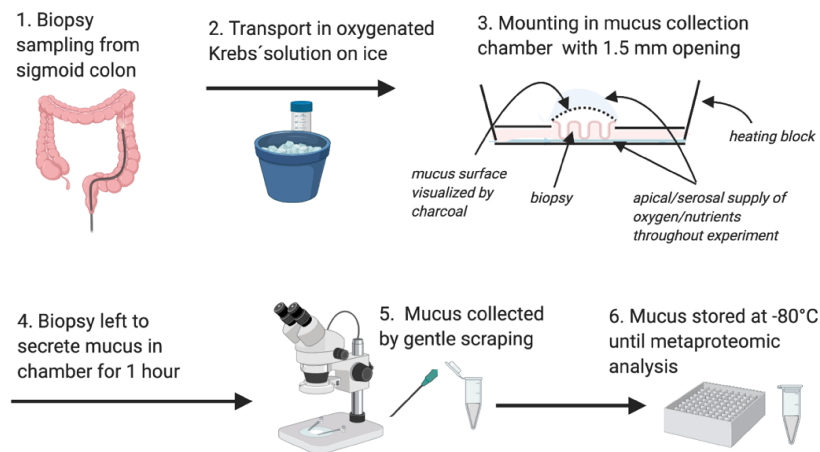 1. Biopsy
sampling from
sigmoid colon
2. Transport in oxygenated
Krebs´solution on ice
3. Mounting in mucus collection
chamber with 1.5 mm opening
heating block
mucus surface
visualized by
charcoal
biopsy
apical/serosal supply of
oxygen/nutrients
throughout experiment
4. Biopsy left to
secrete mucus in
chamber for 1 hour
5. Mucus collected
by gentle scraping
6. Mucus stored at -80°C
until metaproteomic
analysis